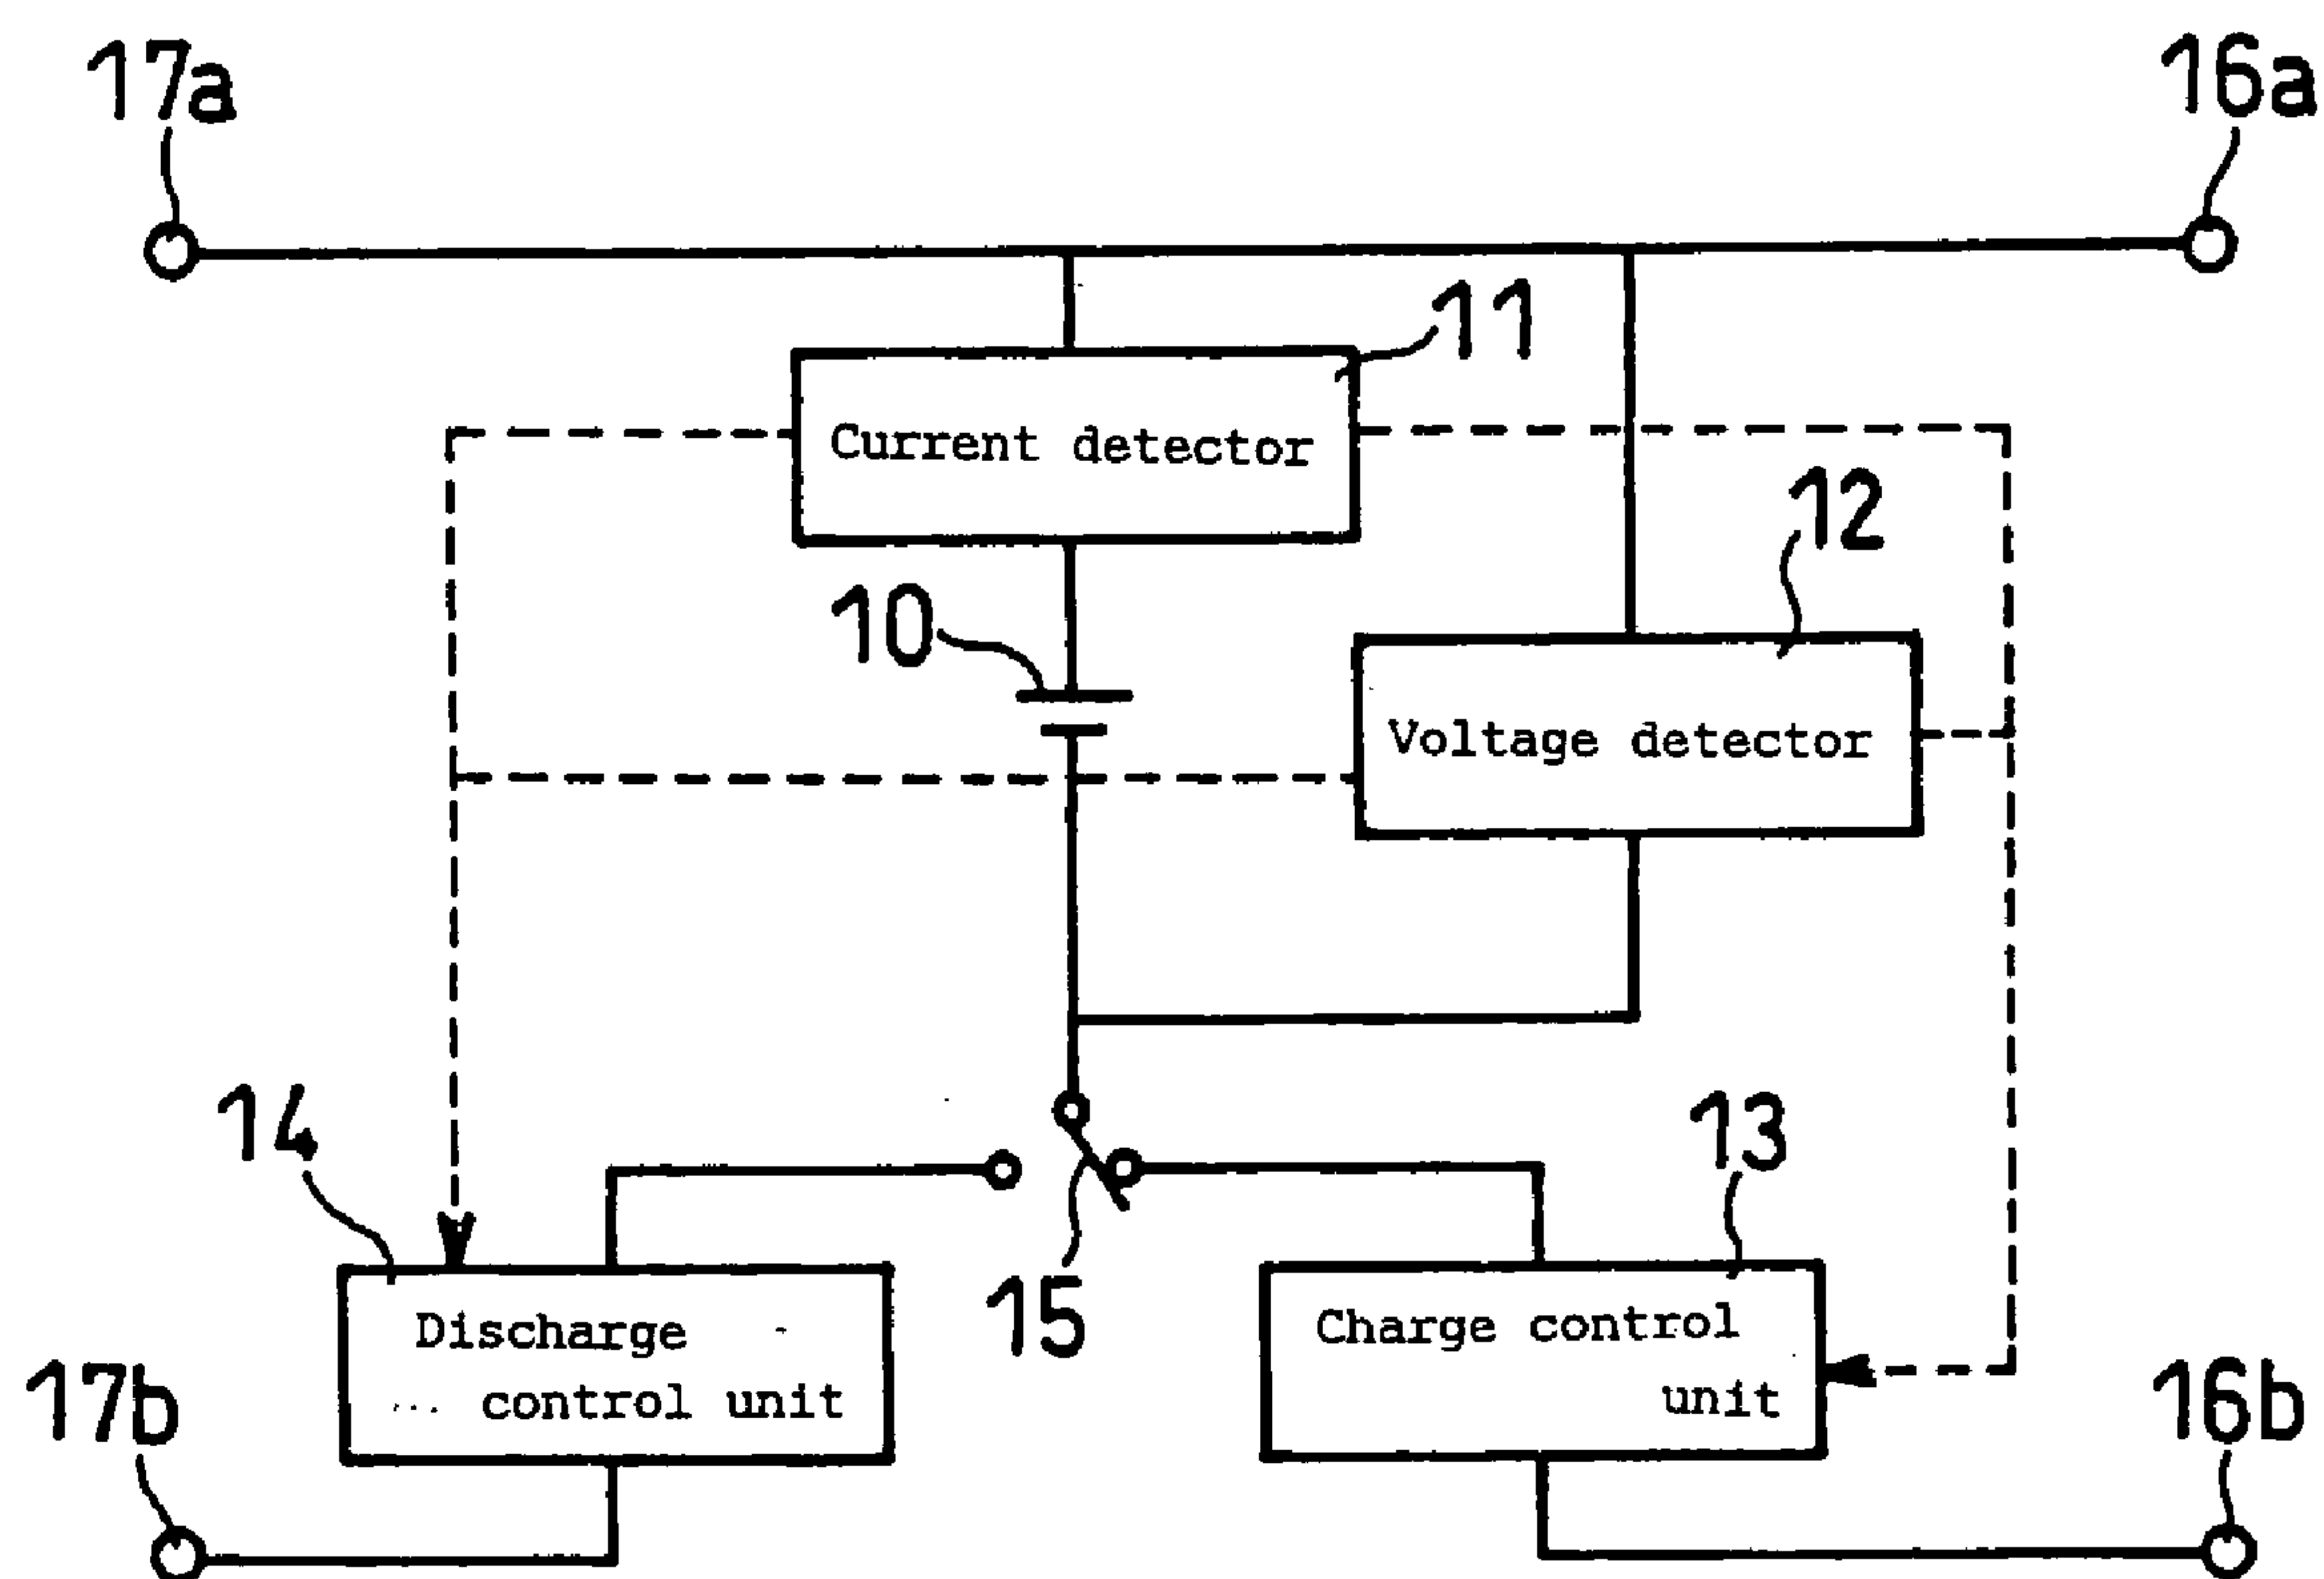 17a
16a
11
Current detector
12
10
Voltage detector
14
13
15
Discharge
control unit
Charge control
unit
17b
16b